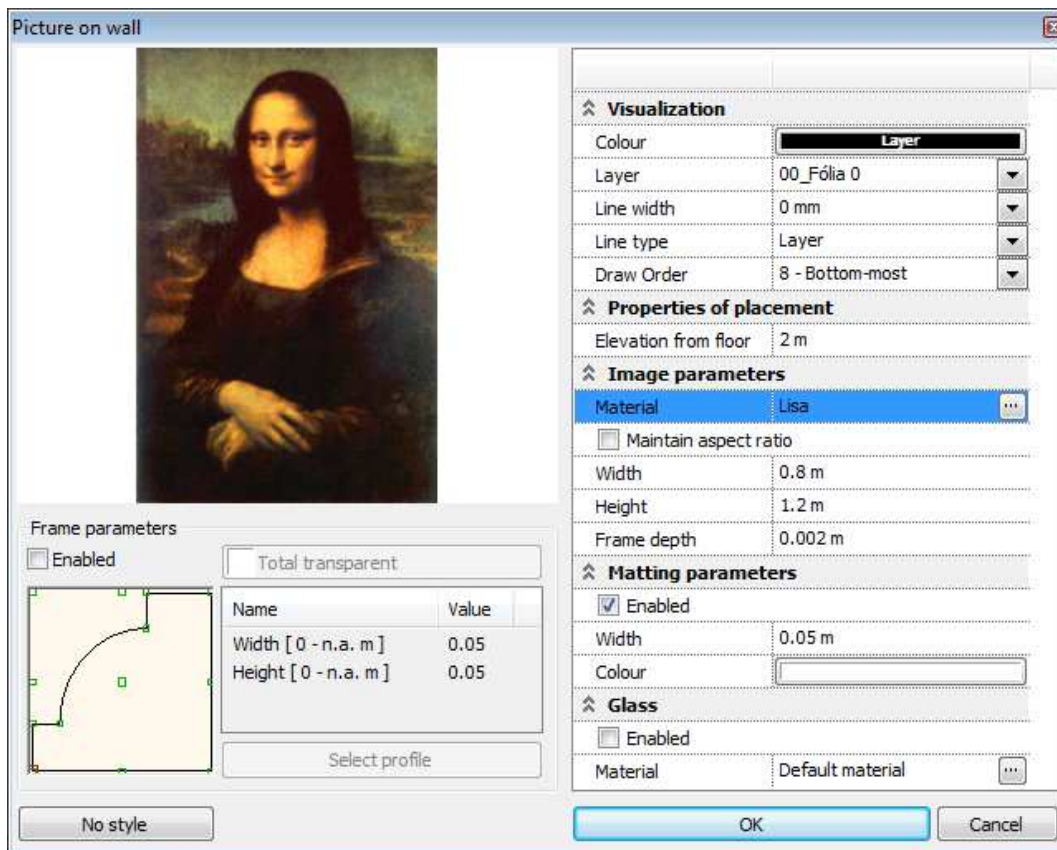 Picture on wall
Frame parameters
Enabled
Total transparent
Name Value
Width [ 0 - n.a. m ] 0.05
Height [ 0 - n.a. m ] 0.05
Select profile
No style
Visualization
Colour Layer
Layer 00_Fólia 0
Line width 0 mm
Line type Layer
Draw Order 8 - Bottom-most
Properties of placement
Elevation from floor 2 m
Image parameters
Material Lisa ...
Maintain aspect ratio
Width 0.8 m
Height 1.2 m
Frame depth 0.002 m
Matting parameters
Enabled
Width 0.05 m
Colour
Glass
Enabled
Material Default material ...
OK Cancel